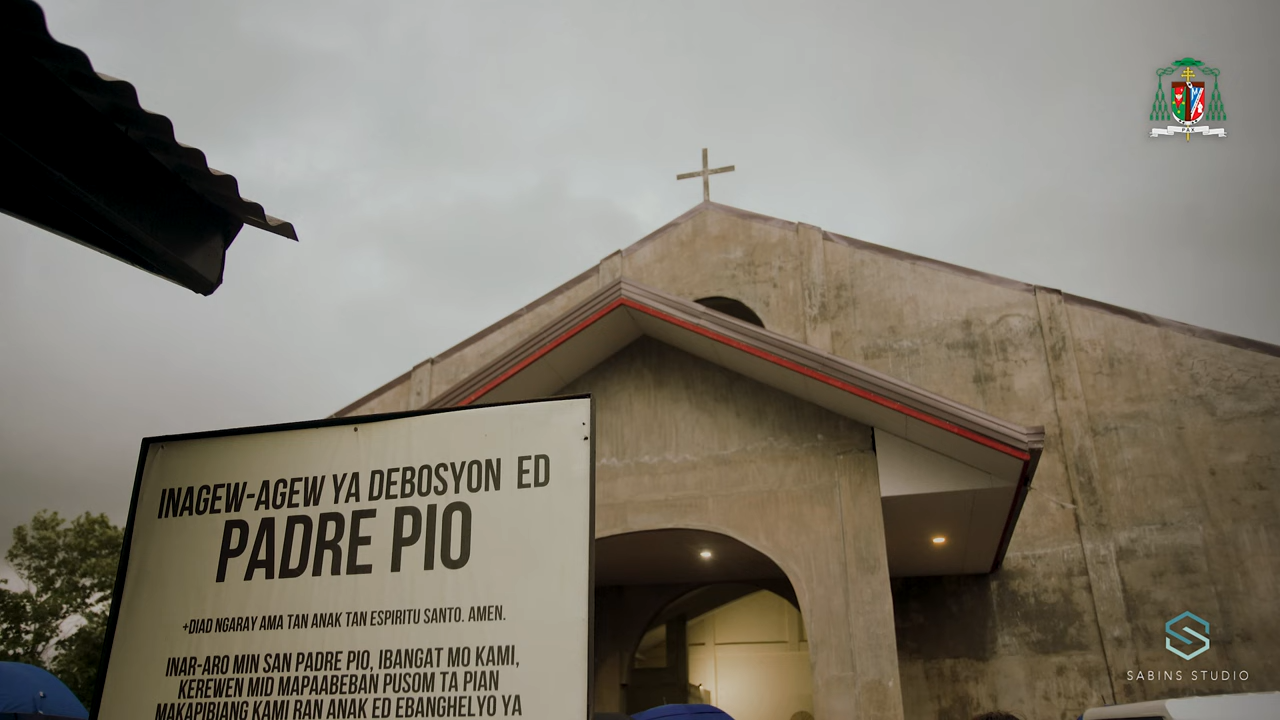 INAGEW-AGEW YA DEBOSYON ED
PADRE PIO
+DIAD NGARAY AMA TAN ANAK TAN ESPIRITU SANTO. AMEN.
INAR-ARO MIN SAN PADRE PIO, IBANGAT MO KAMI,
KEREWEN MID MAPAABEBAN PUSOM TA PIAN
MAKAPIBIANG KAMI RAN ANAK ED EBANGHELYO YA
PAX
SABINS STUDIO